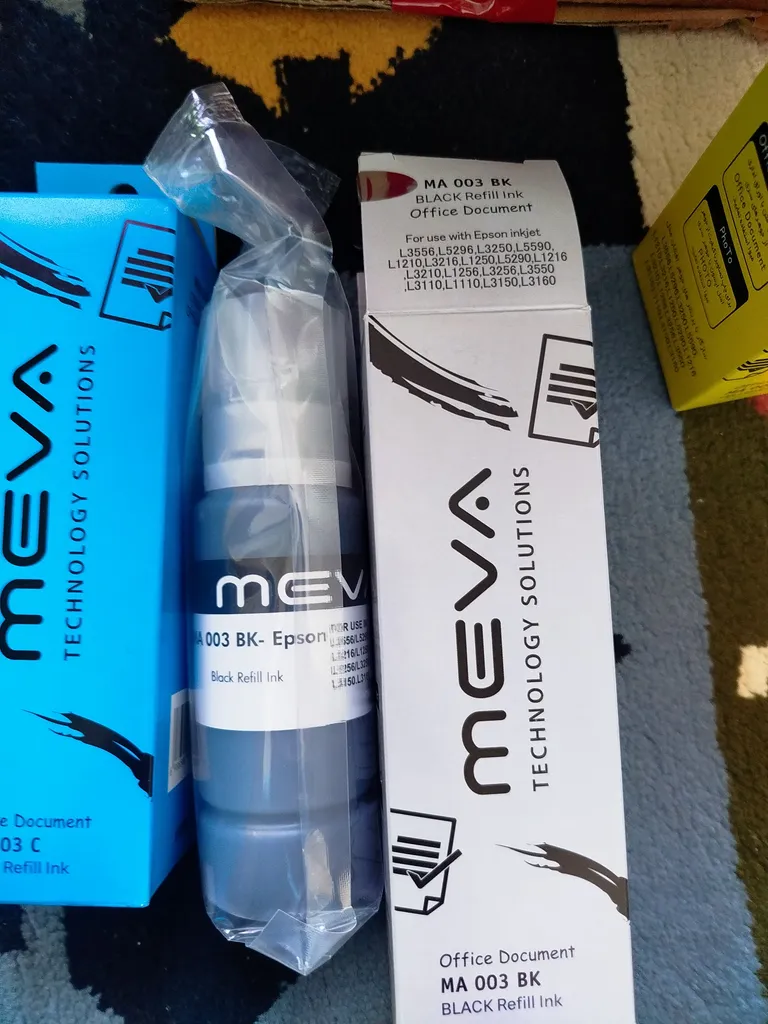 MA 003 BK
BLACK Refill Ink
Office Document
For use with Epson inkjet
L3556,L5296,L3250,L5590,
L1210,L3216,L1250,L5290,L1216
,L3210,L1256,L3256,L3550
,L3110,L1110,L3150,L3160
MEVA
TECHNOLOGY SOLUTIONS
Office Document
MA 003 BK
BLACK Refill Ink
MEVA
TECHNOLOGY SOLUTIONS
Document
03 C
Refill Ink
MEVA
003 BK- Epson
Black Refill Ink
FOR USE
Office Document
PhoTo